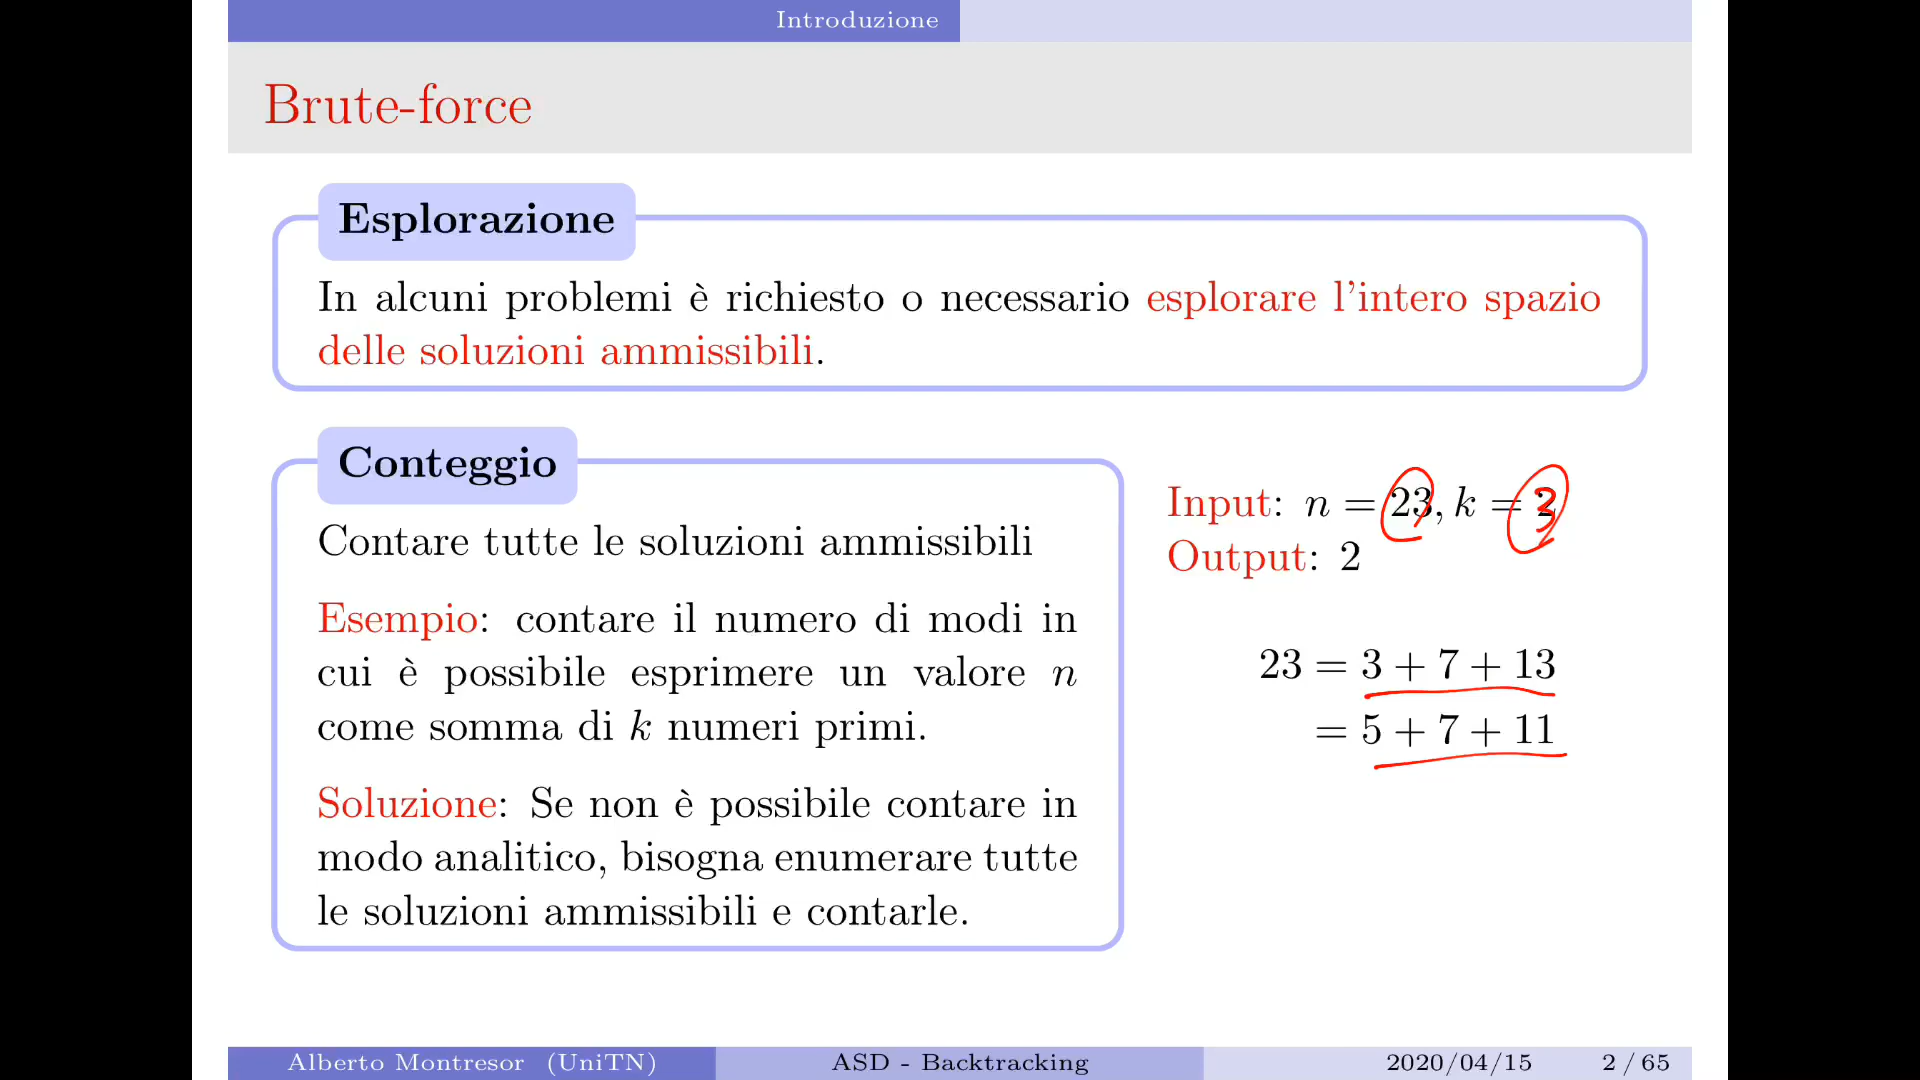 Introduzione
Brute-force
Esplorazione
In alcuni problemi è richiesto o necessario esplorare l'intero spazio
delle soluzioni ammissibili.
Conteggio
Contare tutte le soluzioni ammissibili
Esempio: contare il numero di modi in
cui è possibile esprimere un valore n
come somma di k numeri primi.
Soluzione: Se non è possibile contare in
modo analitico, bisogna enumerare tutte
le soluzioni ammissibili e contarle.
Input: n = 23, k = 3
Output: 2
23 = 3 + 7 + 13
= 5 + 7 + 11
Alberto Montresor (UniTN) ASD - Backtracking 2020/04/15 2 / 65